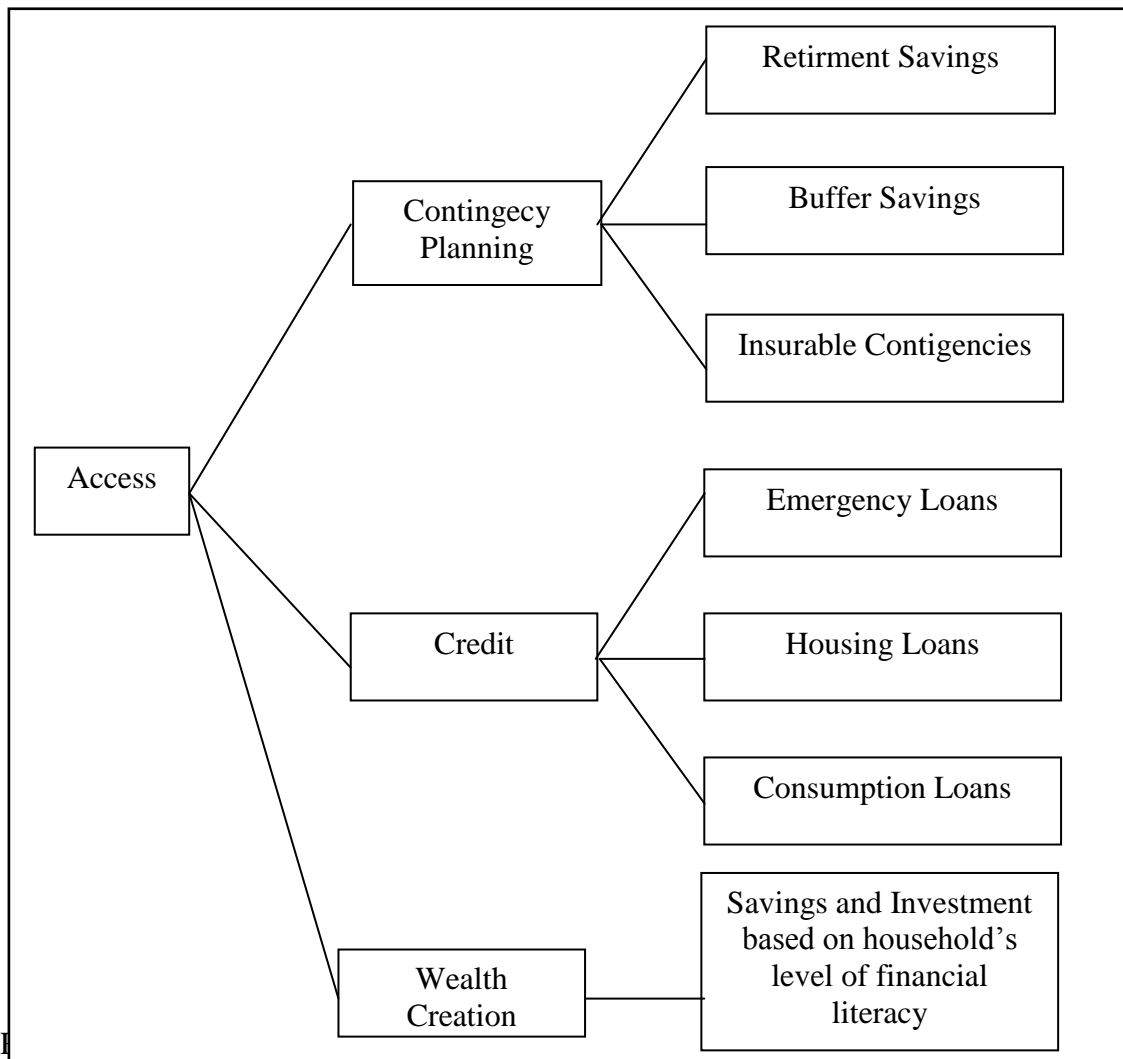 Retirment Savings
Contingecy
Planning
Buffer Savings
Insurable Contigencies
Access
Emergency Loans
Credit
Housing Loans
Consumption Loans
Wealth
Creation
Savings and Investment
based on household’s
level of financial
literacy